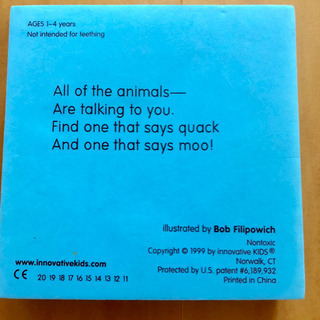 AGES 1–4 years
Not intended for teething
All of the animals—
Are talking to you.
Find one that says quack
And one that says moo!
illustrated by Bob Filipowich
Nontoxic
Copyright © 1999 by innovative KIDS®
Norwalk, CT
Protected by U.S. patent #6,189,932
Printed in China
www.innovativekids.com
CE 20 19 18 17 16 15 14 13 12 11